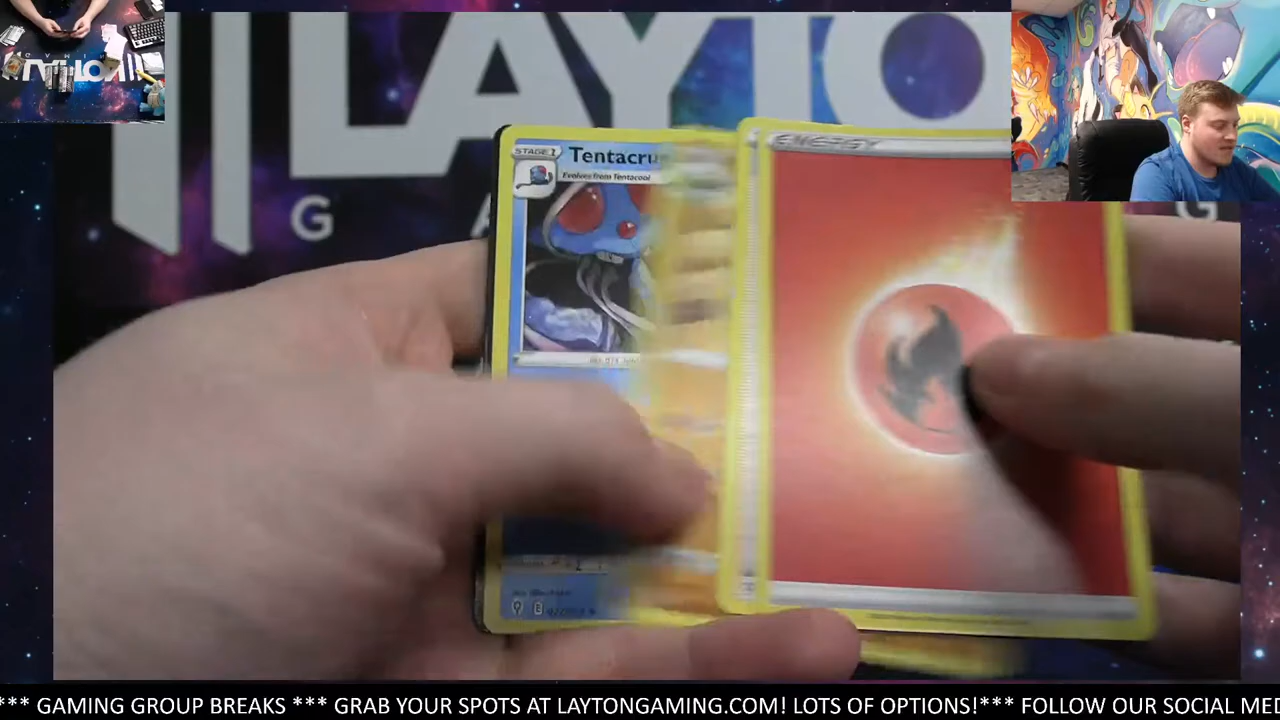 LAYTO
G A G
STAGE 1 Tentacru
Evolves from Tentacool
ENERGY
*** GAMING GROUP BREAKS *** GRAB YOUR SPOTS AT LAYTONGAMING.COM! LOTS OF OPTIONS!*** FOLLOW OUR SOCIAL MEL